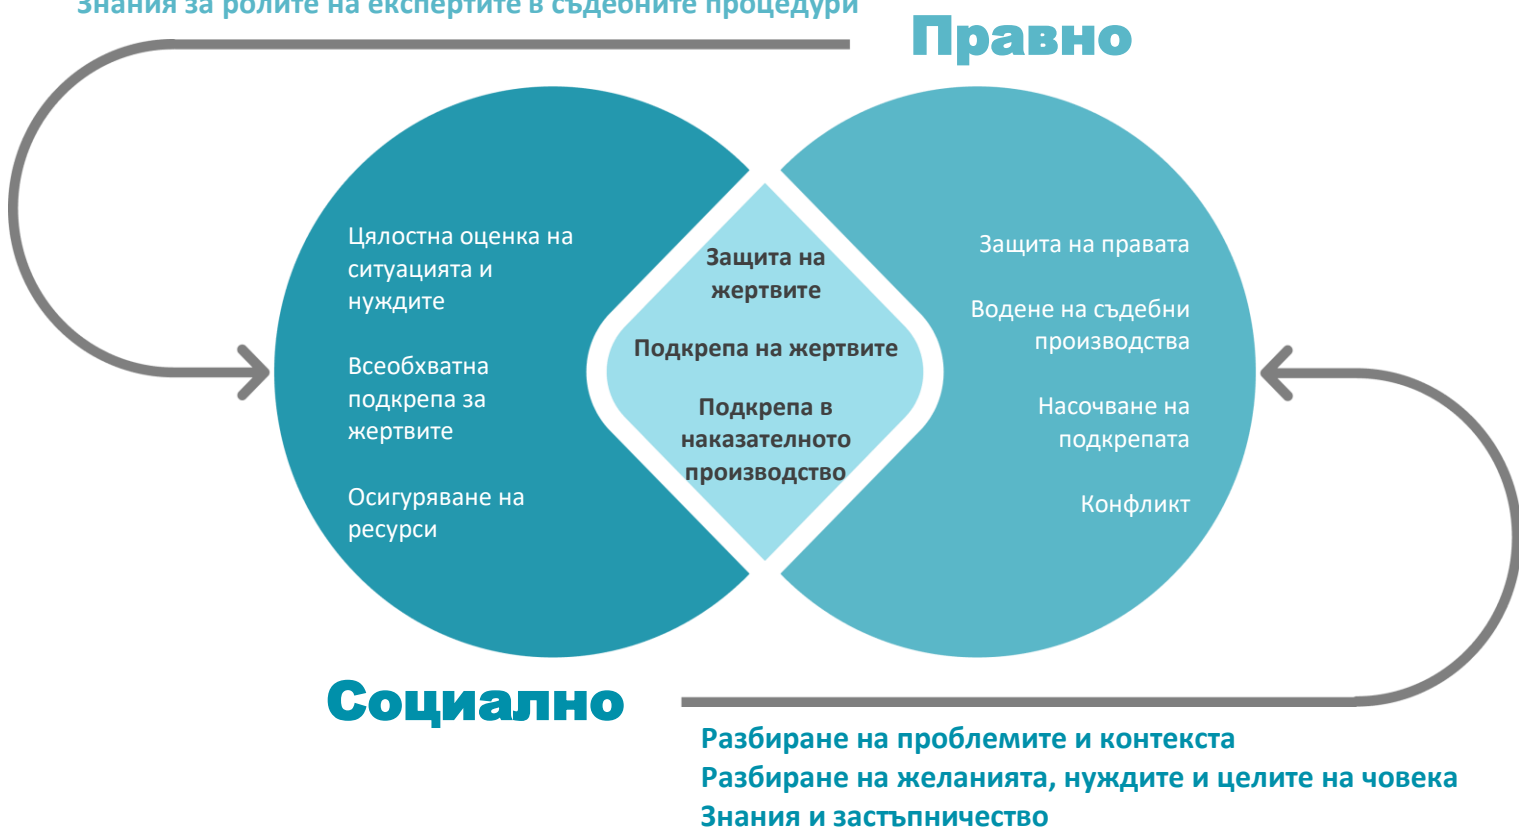 Знания за ролите на експертите в съдебните процедури
Правно
Цялостна оценка на
ситуацията и
нуждите
Всеобхватна
подкрепа за
жертвите
Осигуряване на
ресурси
Защита на
жертвите
Подкрепа на жертвите
Подкрепа в
наказателното
производство
Защита на правата
Водене на съдебни
производства
Насочване на
подкрепата
Конфликт
Социално
Разбиране на проблемите и контекста
Разбиране на желанията, нуждите и целите на човека
Знания и застъпничество